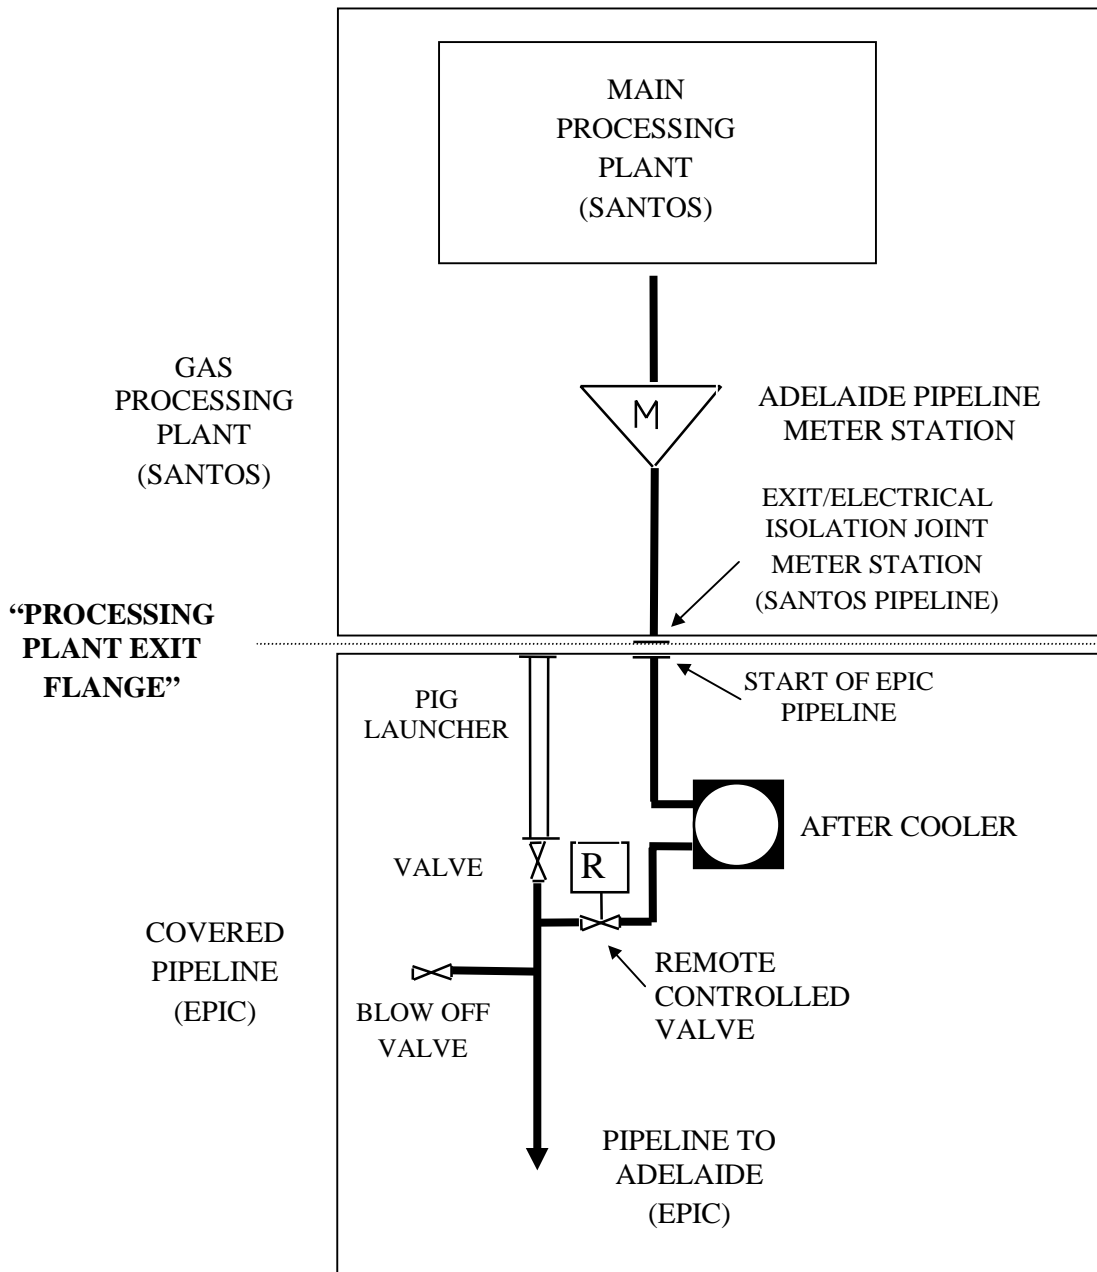 MAIN
PROCESSING
PLANT
(SANTOS)
GAS
PROCESSING
PLANT
(SANTOS)
M
ADELAIDE PIPELINE
METER STATION
EXIT/ELECTRICAL
ISOLATION JOINT
METER STATION
(SANTOS PIPELINE)
“PROCESSING
PLANT EXIT
FLANGE”
START OF EPIC
PIPELINE
PIG
LAUNCHER
AFTER COOLER
VALVE
R
COVERED
PIPELINE
(EPIC)
REMOTE
CONTROLLED
VALVE
BLOW OFF
VALVE
PIPELINE TO
ADELAIDE
(EPIC)